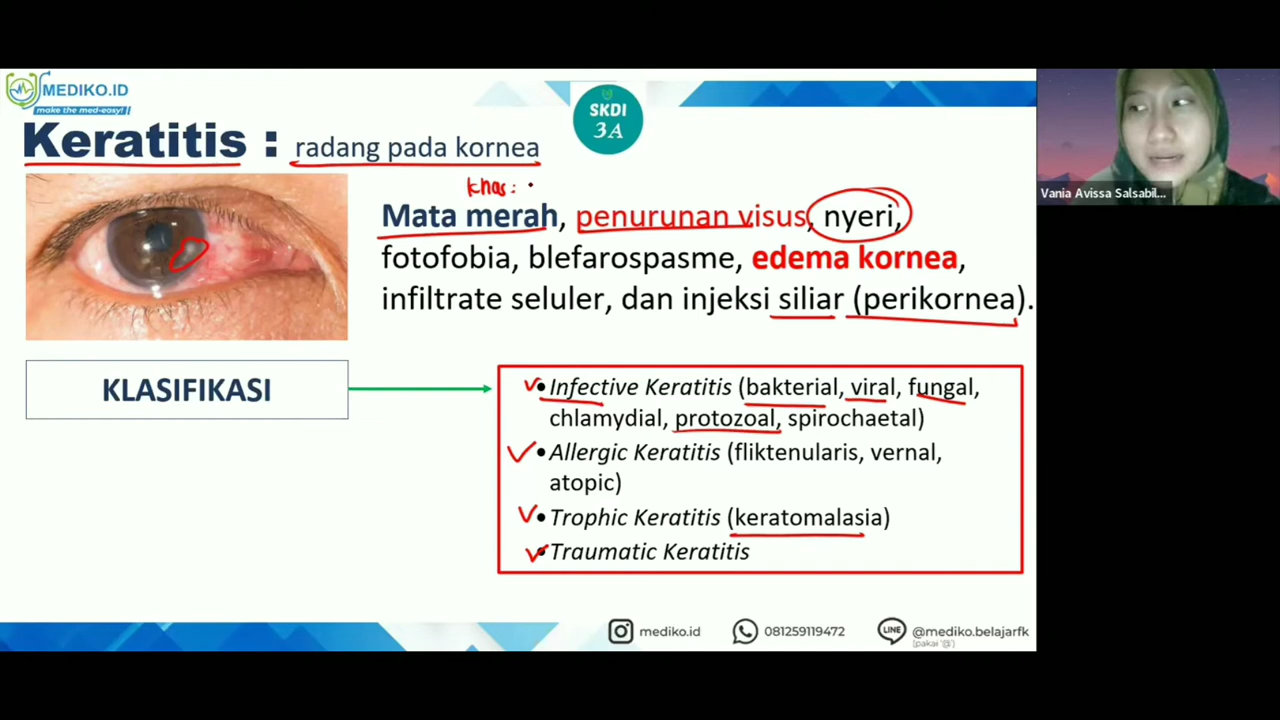 MEDIKO.ID
make the med-easy!
SKDI
3A
Keratitis : radang pada kornea
khas:
Mata merah, penurunan visus, nyeri,
fotofobia, blefarospasme, edema kornea,
infiltrate seluler, dan injeksi siliar (perikornea).
KLASIFIKASI
• Infective Keratitis (bakterial, viral, fungal,
chlamydial, protozoal, spirochaetal)
• Allergic Keratitis (fliktenularis, vernal,
atopic)
• Trophic Keratitis (keratomalasia)
• Traumatic Keratitis
mediko.id
081259119472
LINE
@mediko.belajarfk
(pakai '@')
Vania Avissa Salsabil...